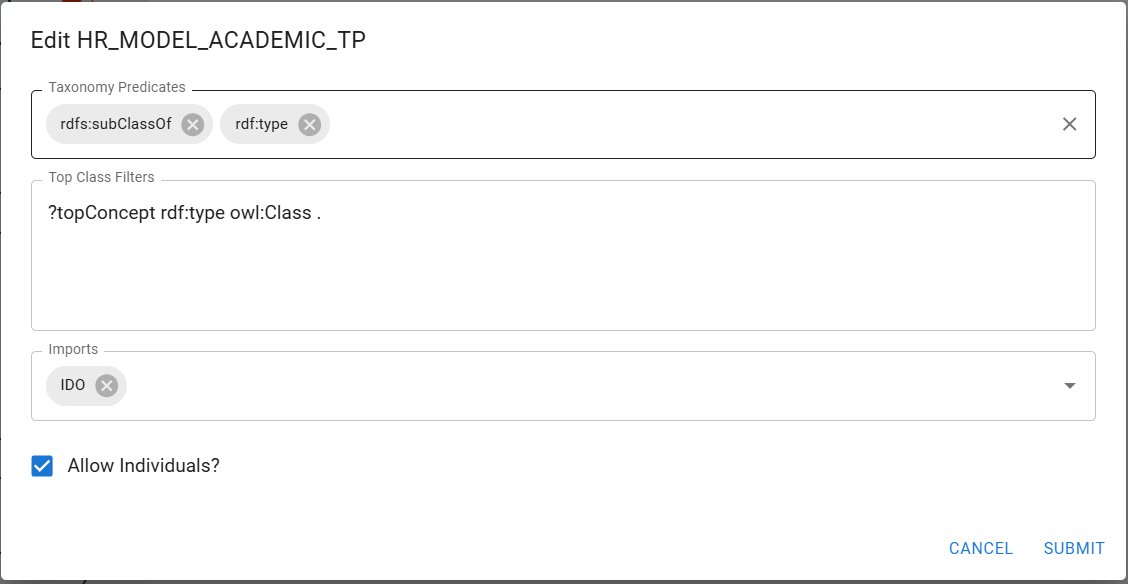 Edit HR_MODEL_ACADEMIC_TP
Taxonomy Predicates
rdfs:subClassOf rdf:type
Top Class Filters
?topConcept rdf:type owl:Class .
Imports
IDO
Allow Individuals?
CANCEL SUBMIT